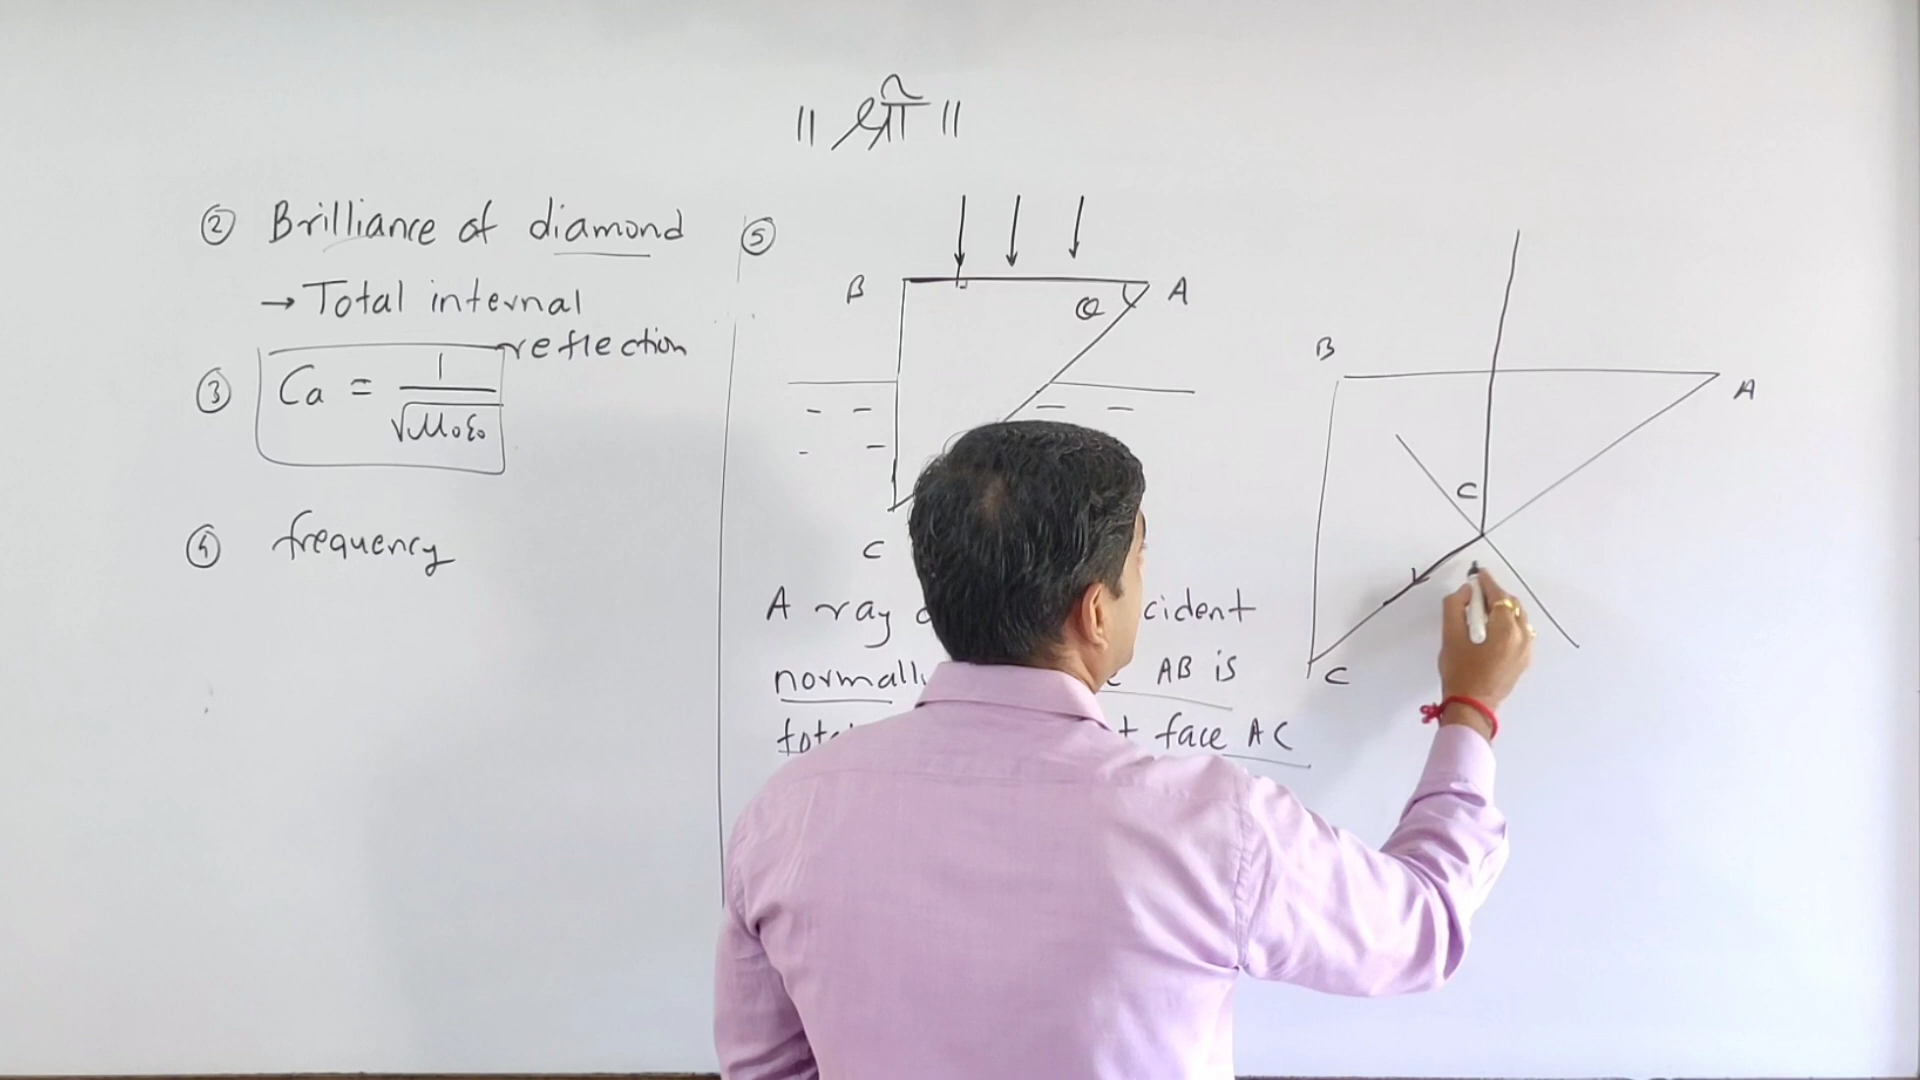 ॥ श्री ॥
② Brilliance of diamond
→ Total internal
reflection
③ Ca = 1/√μ₀ε₀
④ frequency
⑤
B
A
Q
C
A ray
cident
AB is
face AC
B
A
C
C